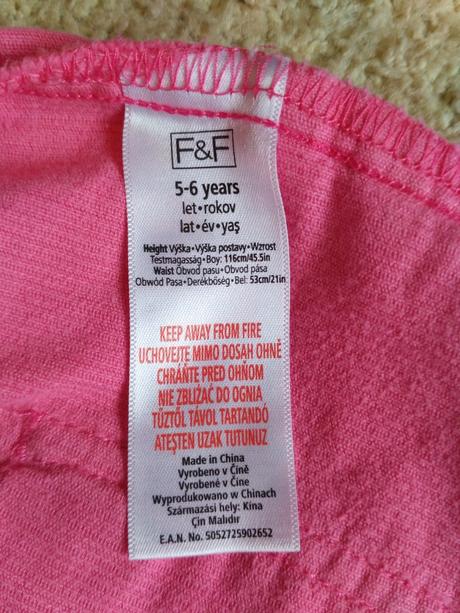 F&F
5-6 years
let•rokov
lat•év•yaş
Height Výška•Výška postavy•Wzrost
Testmagasság•Boy: 116cm/45.5in
Waist Obvod pasu•Obvod pása
Obwód Pasa•Derékbőség•Bel: 53cm/21in
KEEP AWAY FROM FIRE
UCHOVEJTE MIMO DOSAH OHNĚ
CHRÁŇTE PRED OHŇOM
NIE ZBLIŻAĆ DO OGNIA
TŰZTŐL TÁVOL TARTANDÓ
ATEŞTEN UZAK TUTUNUZ
Made in China
Vyrobeno v Číně
Vyrobené v Číne
Wyprodukowano w Chinach
Származási hely: Kína
Çin Malıdır
E.A.N. No. 5052725902652